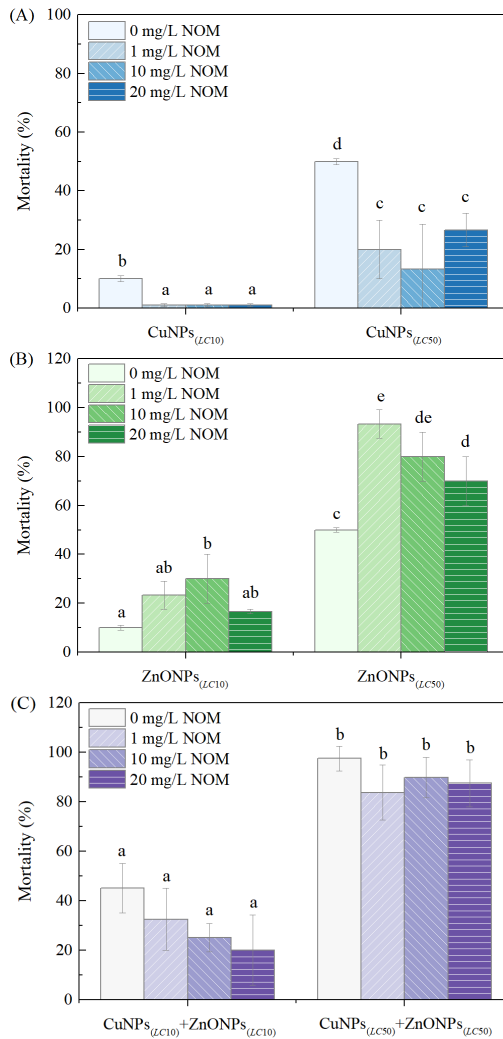 (A)
100
80
60
40
20
0
Mortality (%)
0 mg/L NOM
1 mg/L NOM
10 mg/L NOM
20 mg/L NOM
b
a
a
a
d
c
c
c
CuNPs(LC10)
CuNPs(LC50)
(B)
120
100
80
60
40
20
0
Mortality (%)
0 mg/L NOM
1 mg/L NOM
10 mg/L NOM
20 mg/L NOM
a
ab
b
ab
c
e
de
d
ZnONPs(LC10)
ZnONPs(LC50)
(C)
120
100
80
60
40
20
0
Mortality (%)
0 mg/L NOM
1 mg/L NOM
10 mg/L NOM
20 mg/L NOM
a
a
a
a
b
b
b
b
CuNPs(LC10)+ZnONPs(LC10)
CuNPs(LC50)+ZnONPs(LC50)